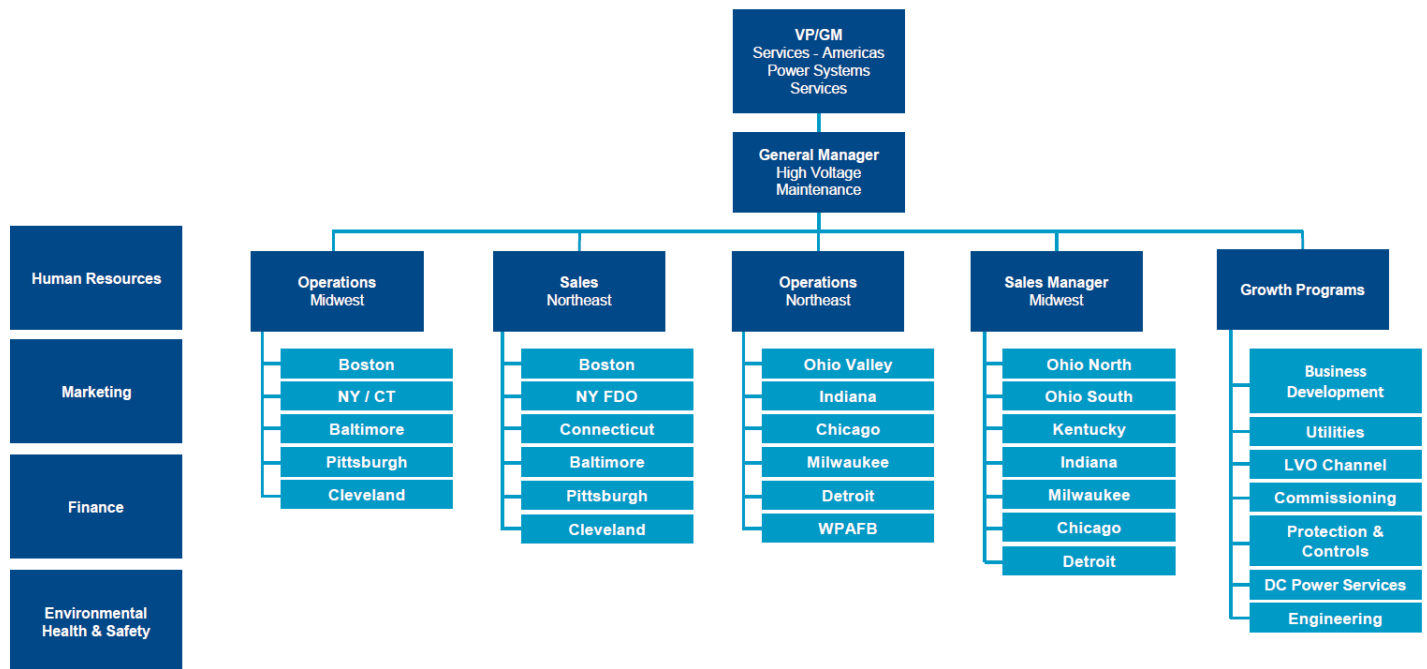 VP/GM
Services - Americas
Power Systems
Services
General Manager
High Voltage
Maintenance
Human Resources
Marketing
Finance
Environmental
Health & Safety
Operations
Midwest
Boston
NY / CT
Baltimore
Pittsburgh
Cleveland
Sales
Northeast
Boston
NY FDO
Connecticut
Baltimore
Pittsburgh
Cleveland
Operations
Northeast
Ohio Valley
Indiana
Chicago
Milwaukee
Detroit
WPAFB
Sales Manager
Midwest
Ohio North
Ohio South
Kentucky
Indiana
Milwaukee
Chicago
Detroit
Growth Programs
Business
Development
Utilities
LVO Channel
Commissioning
Protection &
Controls
DC Power Services
Engineering